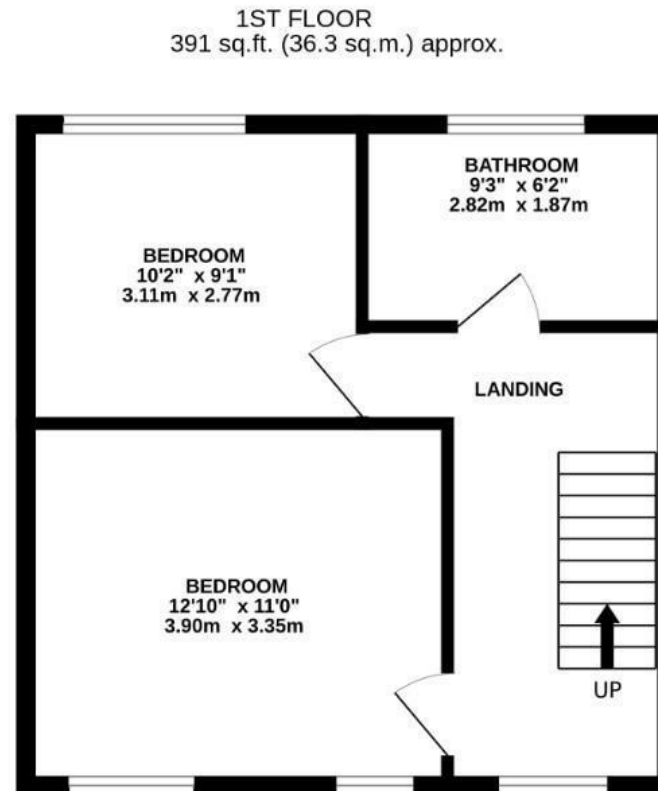 1ST FLOOR
391 sq.ft. (36.3 sq.m.) approx.
BATHROOM
9'3" x 6'2"
2.82m x 1.87m
BEDROOM
10'2" x 9'1"
3.11m x 2.77m
LANDING
BEDROOM
12'10" x 11'0"
3.90m x 3.35m
UP